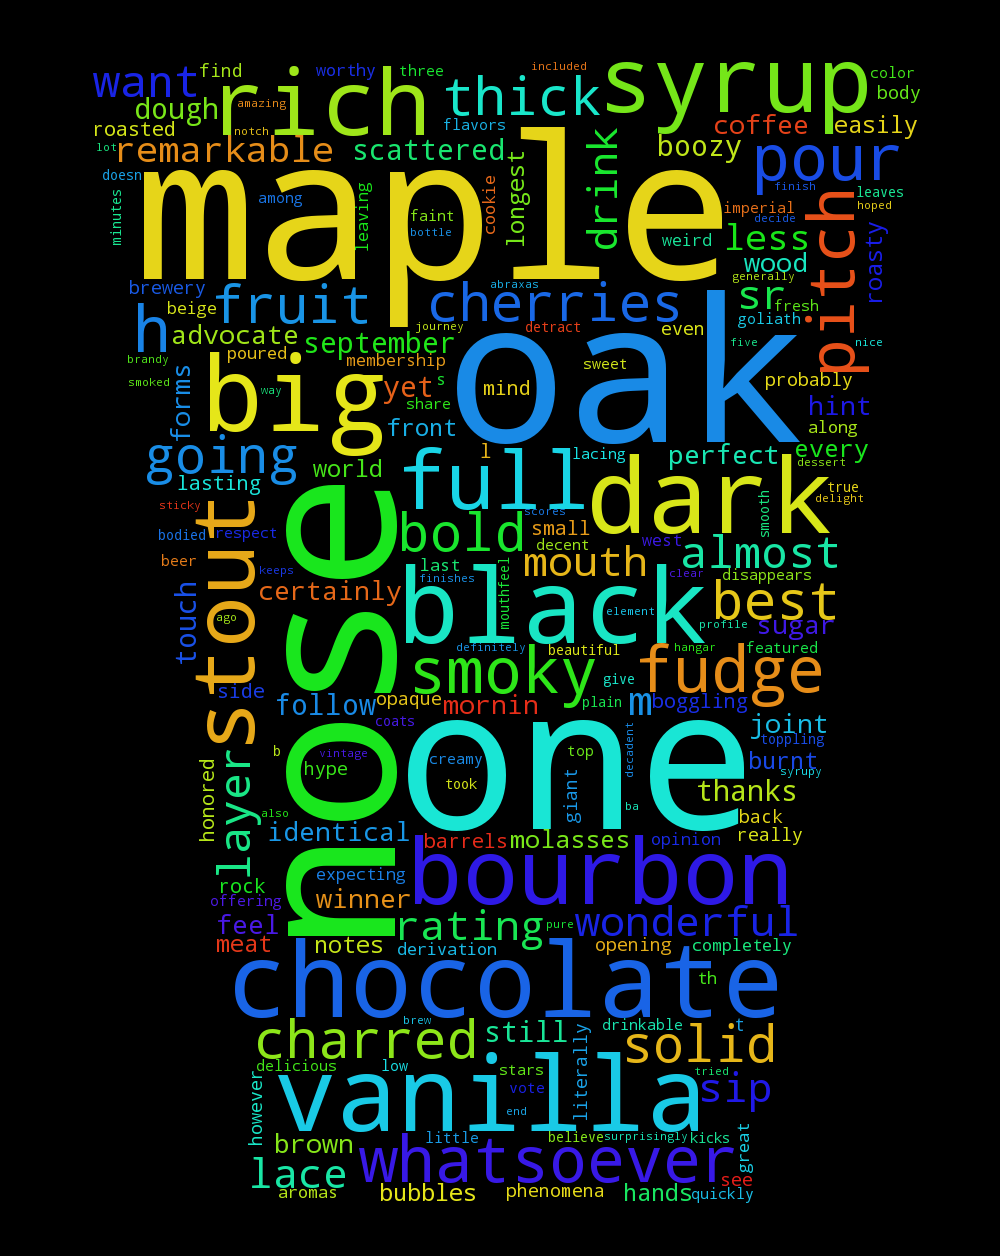 included
want find worthy three syrup color
rich thick body
dough amazing
roasted notch flavors coffee easily
lot remarkable scattered drink boozy pour
maple longest
doesn among leaving faint cookie imperial finish leaves
minutes bottle weird decide hoped
less pitch roasty
wood
brewery abraxas generally
beige fruit cherries sr fresh
h advocate journey detract even goliath
september oak
brandy poured membership sweet five nice
smoked big way yet s mind probably
forms share hint
going front along
world full l lacing perfect every
lasting dark dessert
true
sticky stout nose scores smooth delight
bodied respect bold small west almost
decent
beer keeps last mouth disappears
certainly finishes mouthfeel black clear best
touch ago element profile sugar
definitely beautiful hangar featured
smoky give fudge
side opaque plain
follow mornin m boggling
coats joint
b vintage one toppling
hype creamy top decadent burnt
layer took giant syrupy
thanks
honored also ba back
identical barrels molasses opinion really
expecting bourbon
rock
offering winner
feel rating pure wonderful
meat notes derivation opening completely
chocolate th
brew
charred still drinkable t
literally solid
delicious low stars tried
however vanilla vote sip
end
brown little believe surprisingly kicks
whatsoever great
lace see
aromas bubbles phenomena hands quickly